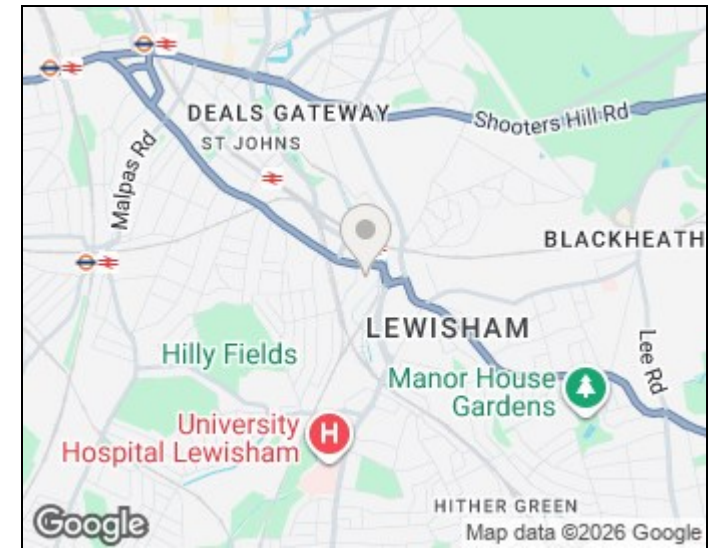 DEALS GATEWAY
Shooters Hill Rd
ST JOHNS
Malpas Rd
BLACKHEATH
LEWISHAM
Lee Rd
Hilly Fields
Manor House
Gardens
University
Hospital Lewisham
H
HITHER GREEN
Google
Map data ©2026 Google